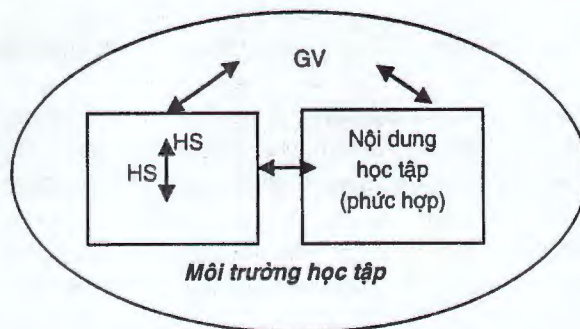 GV
HS
HS
Nội dung
học tập
(phức hợp)
Môi trường học tập